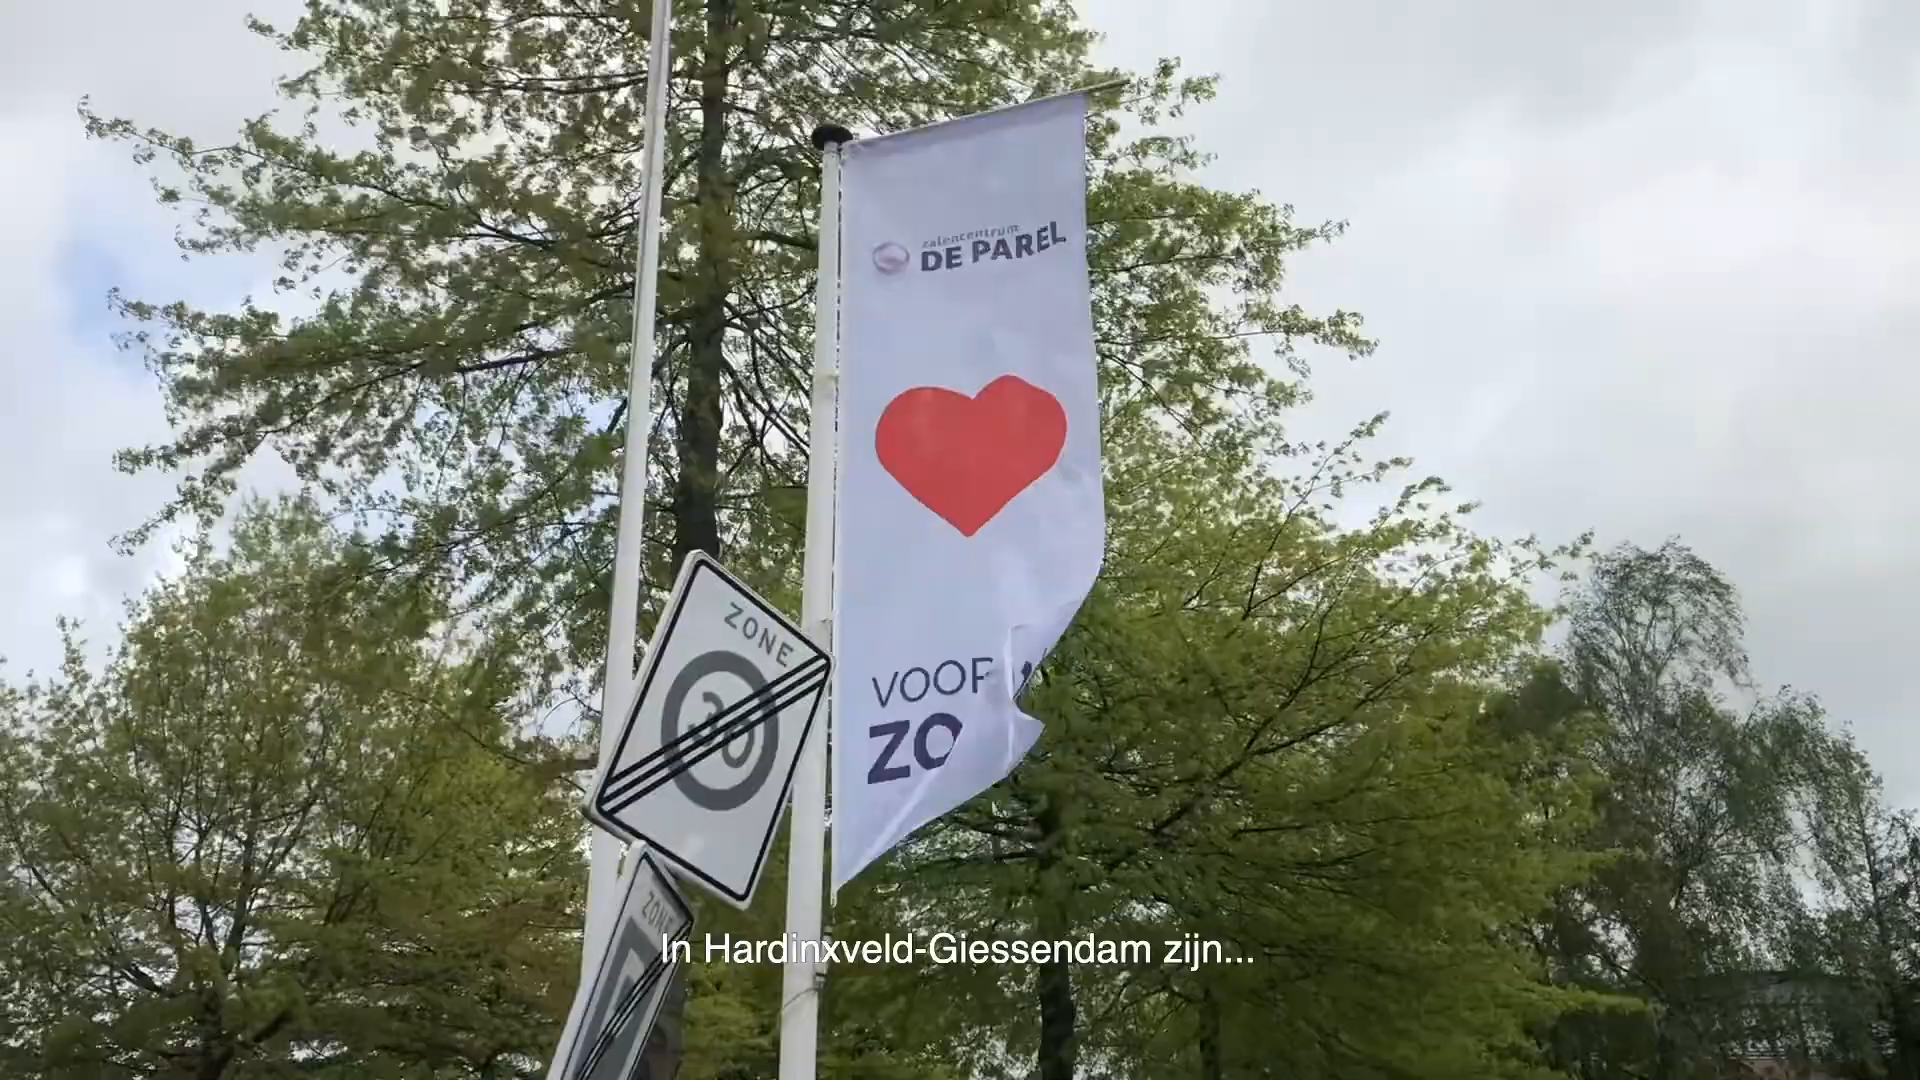 zalencentrum
DE PAREL
VOOR
ZO
ZONE
30
ZONE
In Hardinxveld-Giessendam zijn...